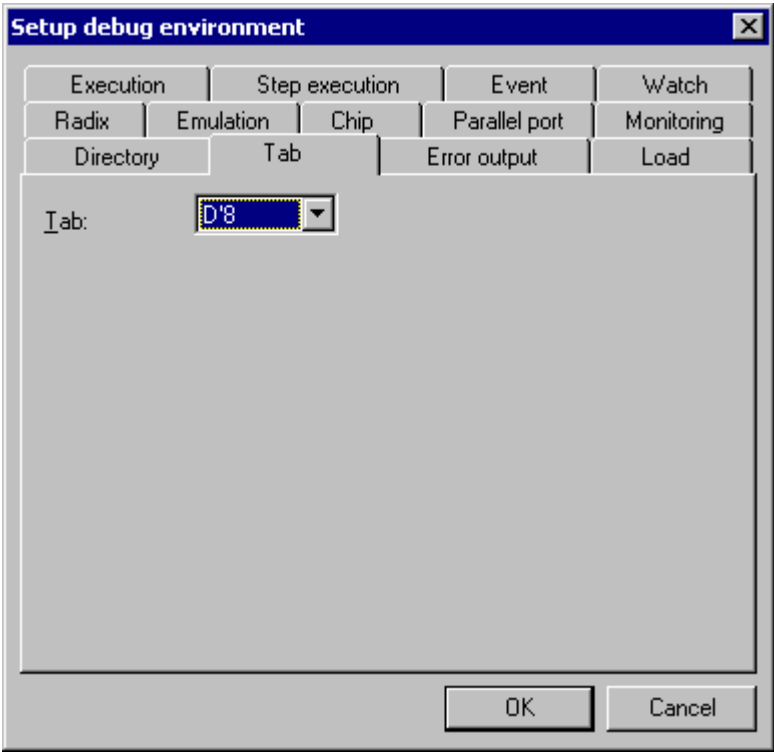 Setup debug environment
Execution Step execution Event Watch
Radix Emulation Chip Parallel port Monitoring
Directory Tab Error output Load
Tab: D'8
OK Cancel